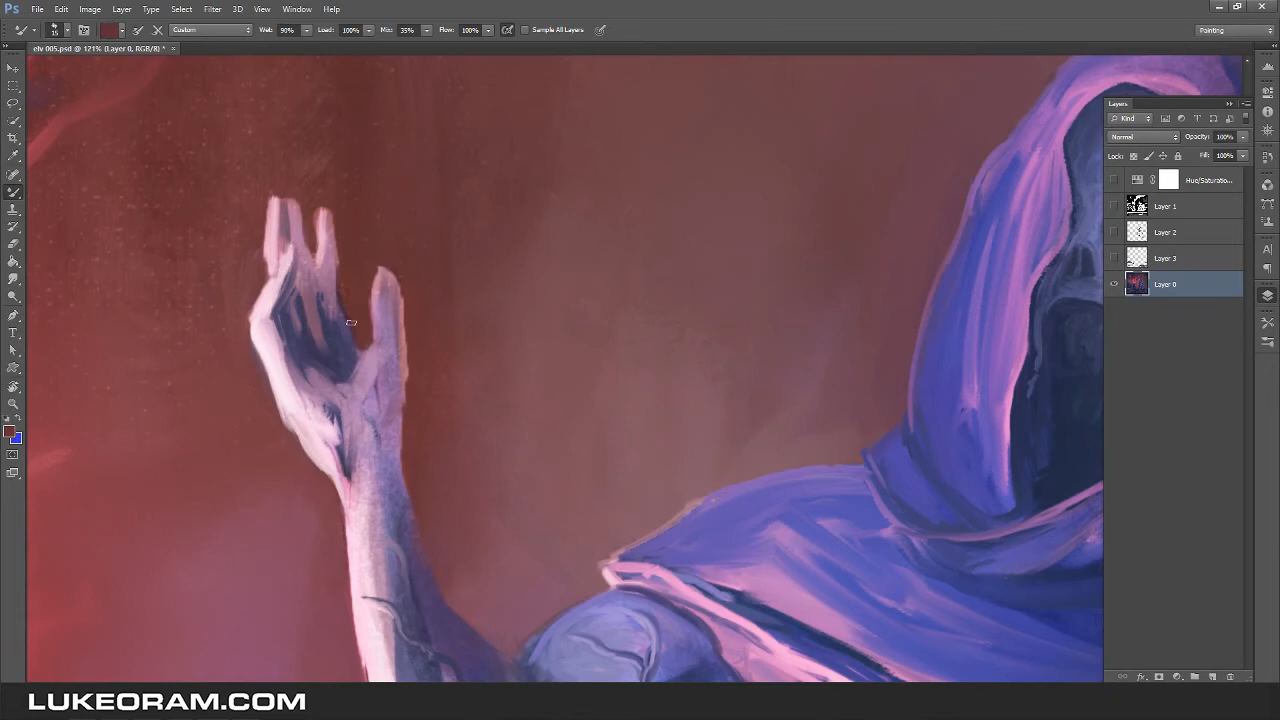 Ps File Edit Image Layer Type Select Filter 3D View Window Help
15 Custom Wet: 90% Load: 100% Mix: 35% Flow: 100% Sample All Layers Painting
elv 005.psd @ 121% (Layer 0, RGB/8) * ×
Layers
Kind
Normal Opacity: 100%
Lock: Fill: 100%
Hue/Saturatio...
Layer 1
Layer 2
Layer 3
Layer 0
LUKEORAM.COM